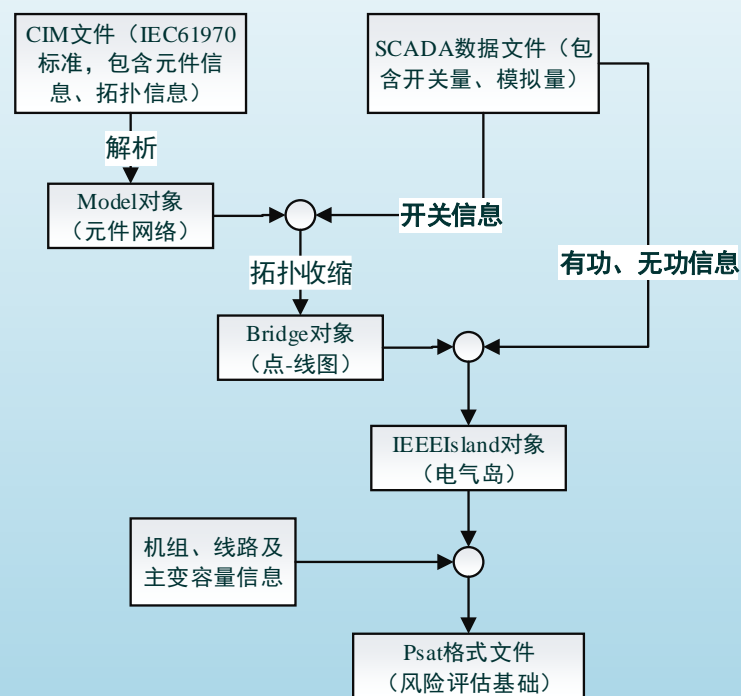 CIM文件（IEC61970
标准，包含元件信
息、拓扑信息）
SCADA数据文件（包
含开关量、模拟量）
解析
Model对象
（元件网络）
开关信息
有功、无功信息
拓扑收缩
Bridge对象
（点-线图）
IEEEIsland对象
（电气岛）
机组、线路及
主变容量信息
Psat格式文件
（风险评估基础）